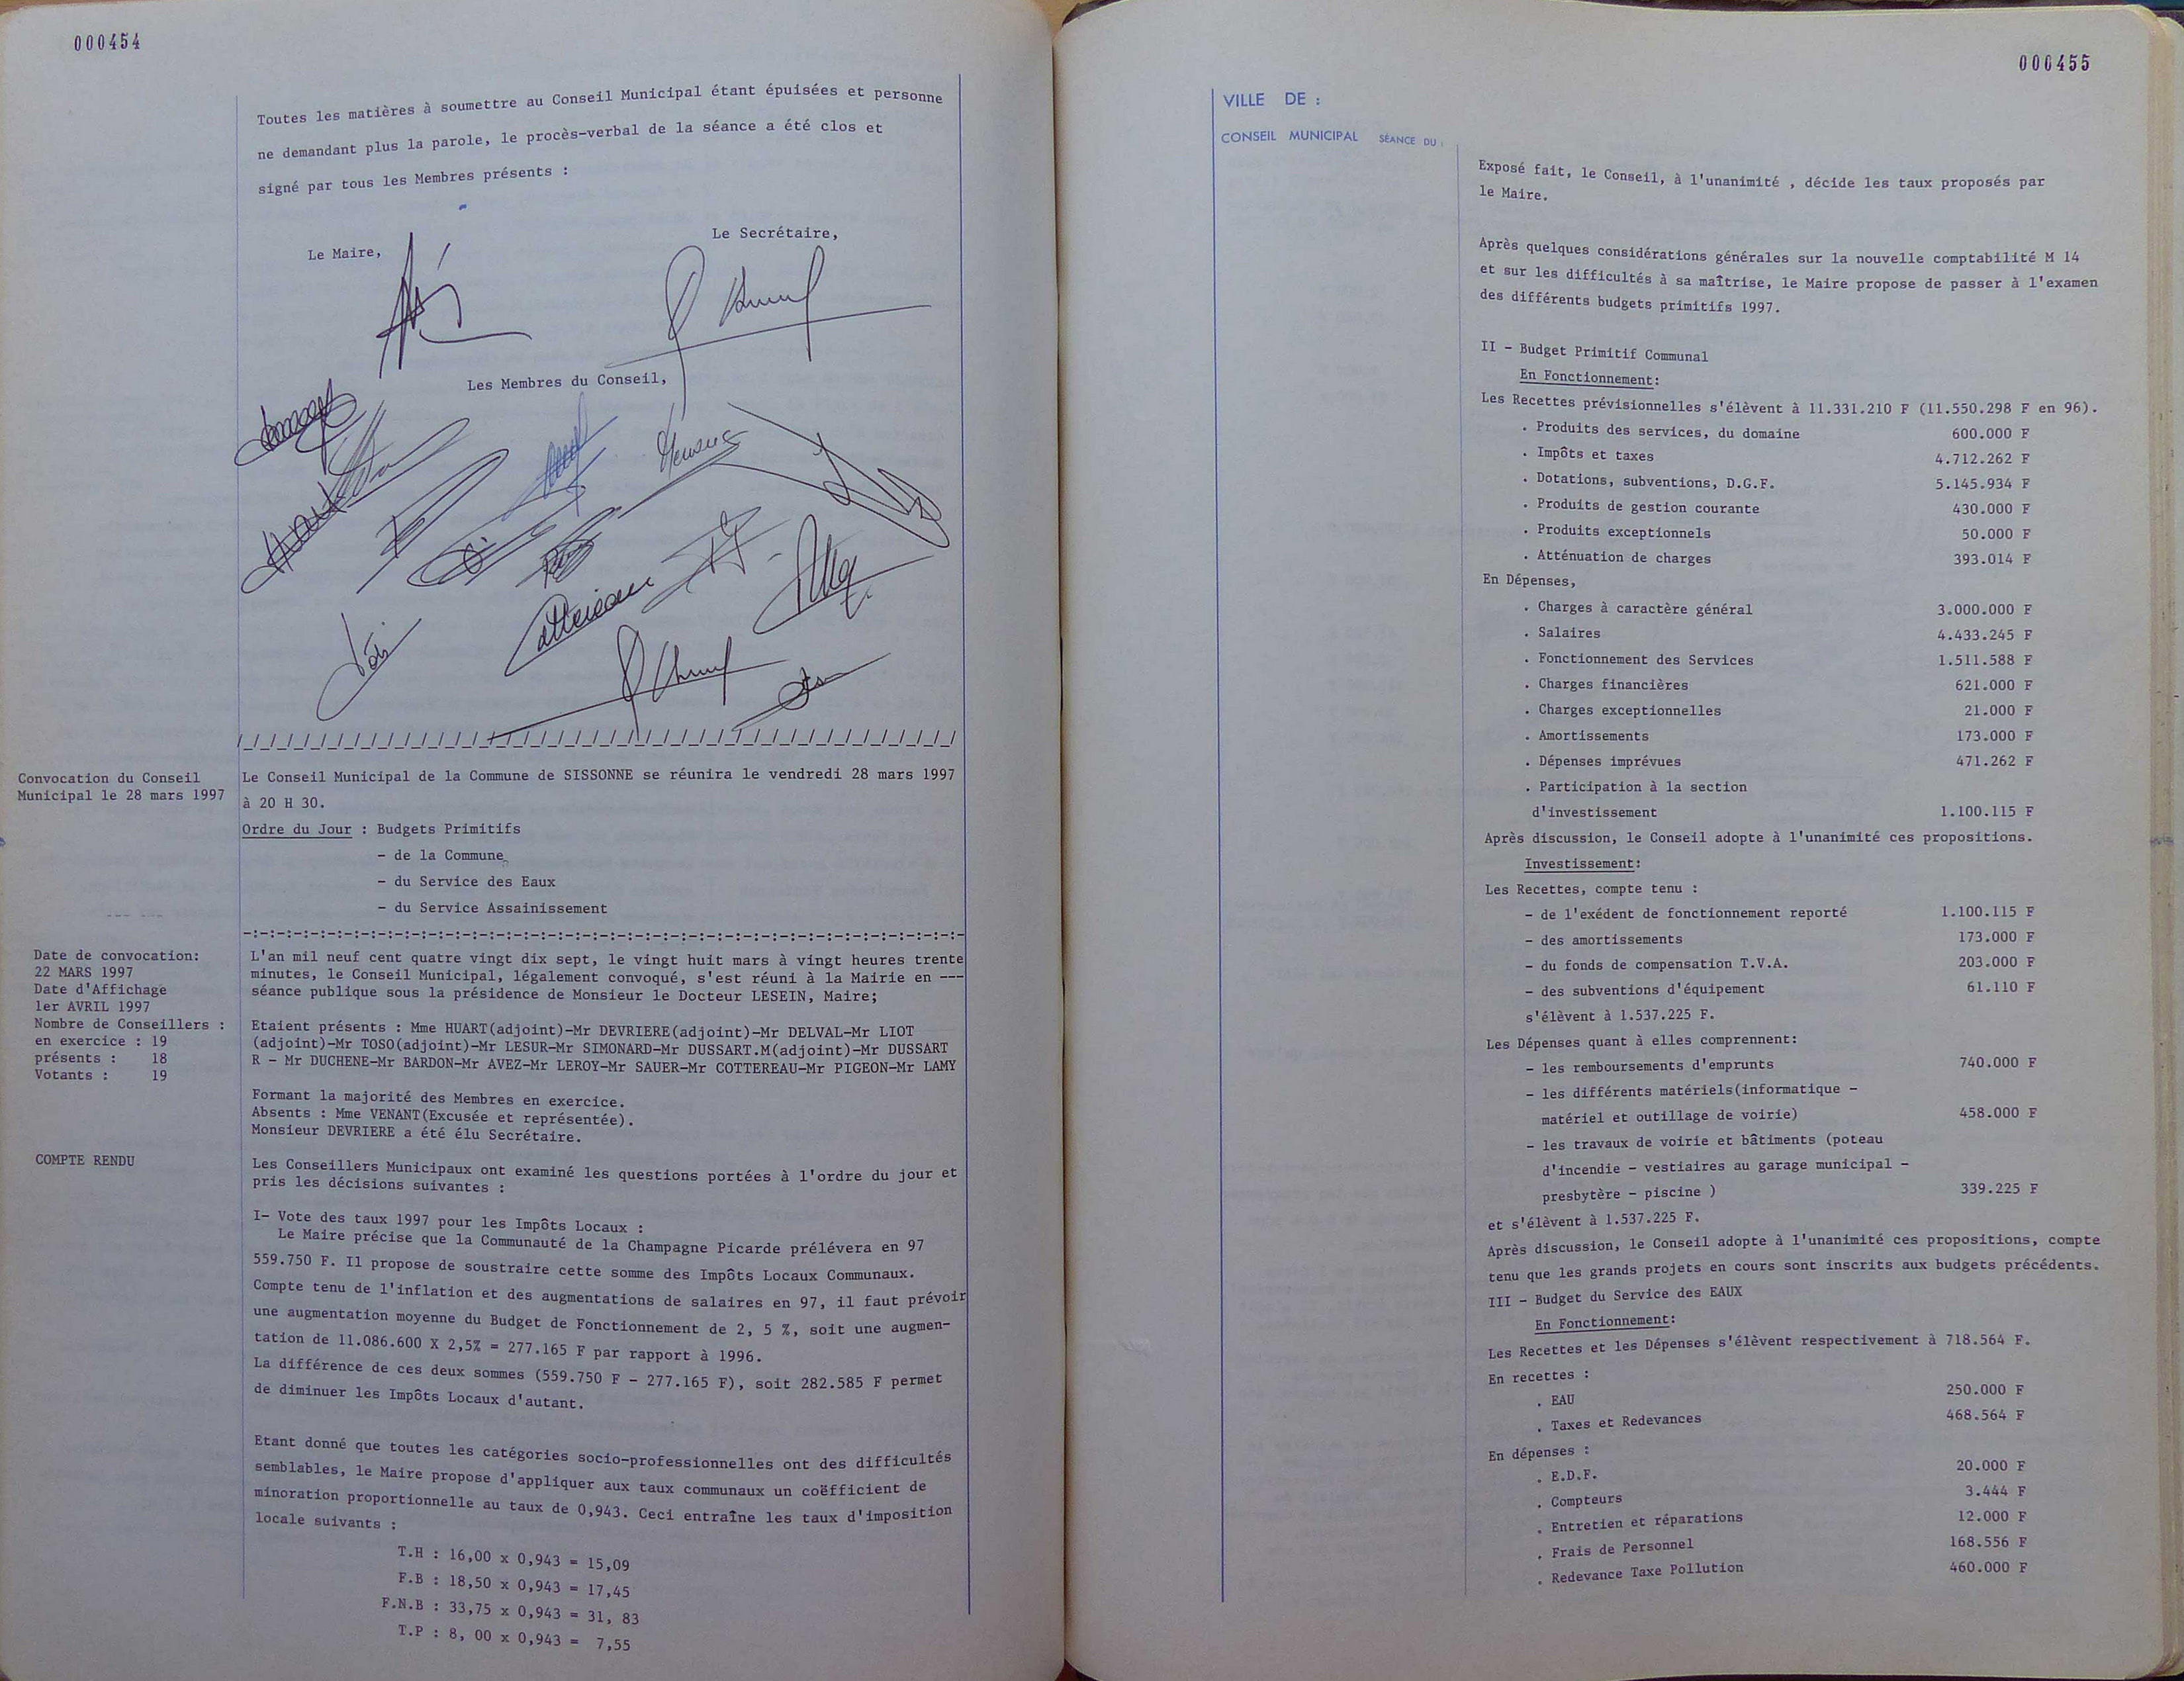 000454
Toutes les matières à soumettre au Conseil Municipal étant épuisées et personne
ne demandant plus la parole, le procès-verbal de la séance a été clos et
signé par tous les Membres présents :
Le Maire,
Le Secrétaire,
Les Membres du Conseil,
Convocation du Conseil
Municipal le 28 mars 1997
Le Conseil Municipal de la Commune de SISSONNE se réunira le vendredi 28 mars 1997
à 20 H 30.
Ordre du Jour : Budgets Primitifs
- de la Commune
- du Service des Eaux
- du Service Assainissement
-:-:-:-:-:-:-:-:-:-:-:-:-:-:-:-:-:-:-:-:-:-:-:-:-:-:-:-:-:-:-:-:-:-:-:-:-:-:-:-:-
Date de convocation:
22 MARS 1997
Date d'Affichage
1er AVRIL 1997
Nombre de Conseillers :
en exercice : 19
présents : 18
Votants : 19
L'an mil neuf cent quatre vingt dix sept, le vingt huit mars à vingt heures trente
minutes, le Conseil Municipal, légalement convoqué, s'est réuni à la Mairie en ---
séance publique sous la présidence de Monsieur le Docteur LESEIN, Maire;
Etaient présents : Mme HUART(adjoint)-Mr DEVRIERE(adjoint)-Mr DELVAL-Mr LIOT
(adjoint)-Mr TOSO(adjoint)-Mr LESUR-Mr SIMONARD-Mr DUSSART.M(adjoint)-Mr DUSSART
R - Mr DUCHENE-Mr BARDON-Mr AVEZ-Mr LEROY-Mr SAUER-Mr COTTEREAU-Mr PIGEON-Mr LAMY
Formant la majorité des Membres en exercice.
Absents : Mme VENANT(Excusée et représentée).
Monsieur DEVRIERE a été élu Secrétaire.
COMPTE RENDU
Les Conseillers Municipaux ont examiné les questions portées à l'ordre du jour et
pris les décisions suivantes :
I- Vote des taux 1997 pour les Impôts Locaux :
Le Maire précise que la Communauté de la Champagne Picarde prélévera en 97
559.750 F. Il propose de soustraire cette somme des Impôts Locaux Communaux.
Compte tenu de l'inflation et des augmentations de salaires en 97, il faut prévoir
une augmentation moyenne du Budget de Fonctionnement de 2, 5 %, soit une augmen-
tation de 11.086.600 X 2,5% = 277.165 F par rapport à 1996.
La différence de ces deux sommes (559.750 F - 277.165 F), soit 282.585 F permet
de diminuer les Impôts Locaux d'autant.
Etant donné que toutes les catégories socio-professionnelles ont des difficultés
semblables, le Maire propose d'appliquer aux taux communaux un coëfficient de
minoration proportionnelle au taux de 0,943. Ceci entraîne les taux d'imposition
locale suivants :
T.H : 16,00 x 0,943 = 15,09
F.B : 18,50 x 0,943 = 17,45
F.N.B : 33,75 x 0,943 = 31, 83
T.P : 8, 00 x 0,943 = 7,55
000455
VILLE DE :
CONSEIL MUNICIPAL SÉANCE DU :
Exposé fait, le Conseil, à l'unanimité , décide les taux proposés par
le Maire.
Après quelques considérations générales sur la nouvelle comptabilité M 14
et sur les difficultés à sa maîtrise, le Maire propose de passer à l'examen
des différents budgets primitifs 1997.
II - Budget Primitif Communal
En Fonctionnement:
Les Recettes prévisionnelles s'élèvent à 11.331.210 F (11.550.298 F en 96).
. Produits des services, du domaine 600.000 F
. Impôts et taxes 4.712.262 F
. Dotations, subventions, D.G.F. 5.145.934 F
. Produits de gestion courante 430.000 F
. Produits exceptionnels 50.000 F
. Atténuation de charges 393.014 F
En Dépenses,
. Charges à caractère général 3.000.000 F
. Salaires 4.433.245 F
. Fonctionnement des Services 1.511.588 F
. Charges financières 621.000 F
. Charges exceptionnelles 21.000 F
. Amortissements 173.000 F
. Dépenses imprévues 471.262 F
. Participation à la section
d'investissement 1.100.115 F
Après discussion, le Conseil adopte à l'unanimité ces propositions.
Investissement:
Les Recettes, compte tenu :
- de l'exédent de fonctionnement reporté 1.100.115 F
- des amortissements 173.000 F
- du fonds de compensation T.V.A. 203.000 F
- des subventions d'équipement 61.110 F
s'élèvent à 1.537.225 F.
Les Dépenses quant à elles comprennent:
- les remboursements d'emprunts 740.000 F
- les différents matériels(informatique -
matériel et outillage de voirie) 458.000 F
- les travaux de voirie et bâtiments (poteau
d'incendie - vestiaires au garage municipal -
presbytère - piscine ) 339.225 F
et s'élèvent à 1.537.225 F.
Après discussion, le Conseil adopte à l'unanimité ces propositions, compte
tenu que les grands projets en cours sont inscrits aux budgets précédents.
III - Budget du Service des EAUX
En Fonctionnement:
Les Recettes et les Dépenses s'élèvent respectivement à 718.564 F.
En recettes :
. EAU 250.000 F
. Taxes et Redevances 468.564 F
En dépenses :
. E.D.F. 20.000 F
. Compteurs 3.444 F
. Entretien et réparations 12.000 F
. Frais de Personnel 168.556 F
. Redevance Taxe Pollution 460.000 F